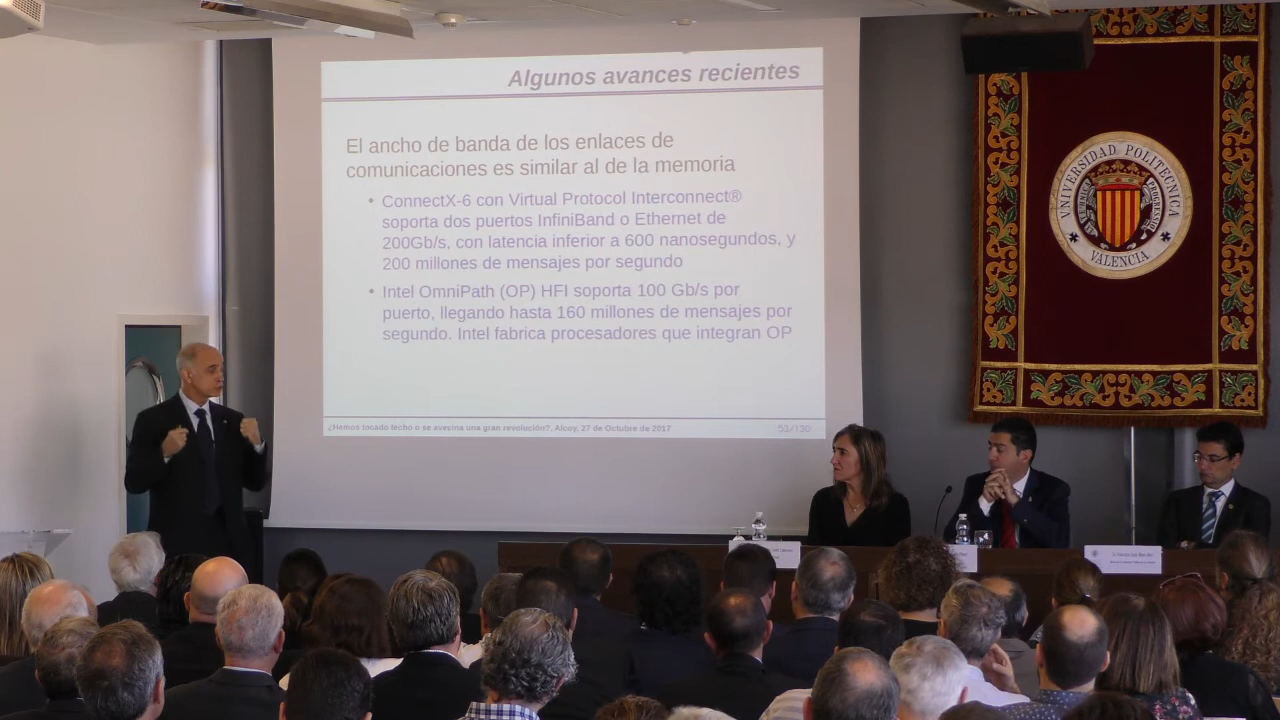 Algunos avances recientes
El ancho de banda de los enlaces de
comunicaciones es similar al de la memoria
• ConnectX-6 con Virtual Protocol Interconnect®
soporta dos puertos InfiniBand o Ethernet de
200Gb/s, con latencia inferior a 600 nanosegundos, y
200 millones de mensajes por segundo
• Intel OmniPath (OP) HFI soporta 100 Gb/s por
puerto, llegando hasta 160 millones de mensajes por
segundo. Intel fabrica procesadores que integran OP
¿Hemos tocado techo o se avecina una gran revolución?, Alcoy, 27 de Octubre de 2017
53/130
VNIVERSIDAD POLITECNICA
VALENCIA